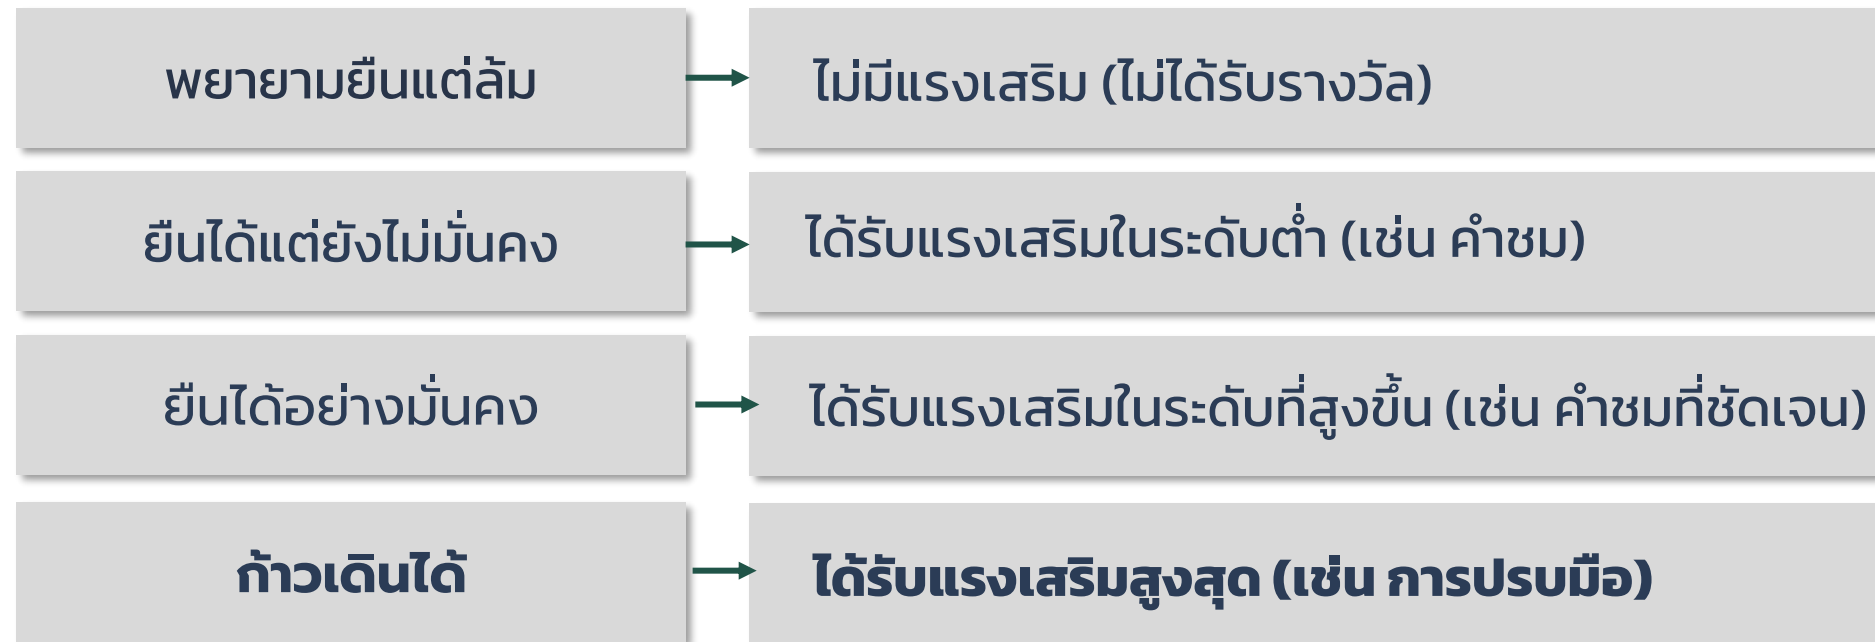 พยายามยืนแต่ล้ม
ไม่มีแรงเสริม (ไม่ได้รับรางวัล)
ยืนได้แต่ยังไม่มั่นคง
ได้รับแรงเสริมในระดับต่ำ (เช่น คำชม)
ยืนได้อย่างมั่นคง
ได้รับแรงเสริมในระดับที่สูงขึ้น (เช่น คำชมที่ชัดเจน)
ก้าวเดินได้
ได้รับแรงเสริมสูงสุด (เช่น การปรบมือ)